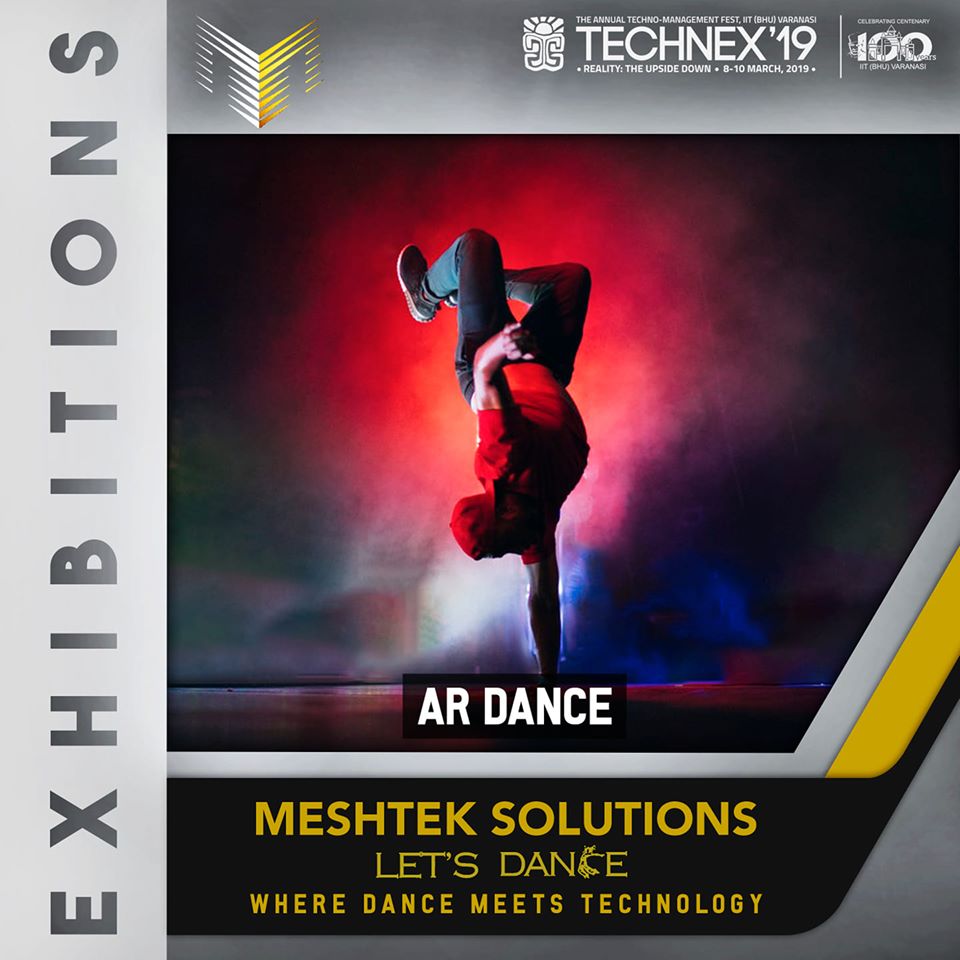 EXHIBITIONS
THE ANNUAL TECHNO-MANAGEMENT FEST, IIT (BHU) VARANASI
TECHNEX'19
• REALITY: THE UPSIDE DOWN • 8-10 MARCH, 2019 •
CELEBRATING CENTENARY
100
years
IIT (BHU) VARANASI
AR DANCE
MESHTEK SOLUTIONS
LET'S DANCE
WHERE DANCE MEETS TECHNOLOGY